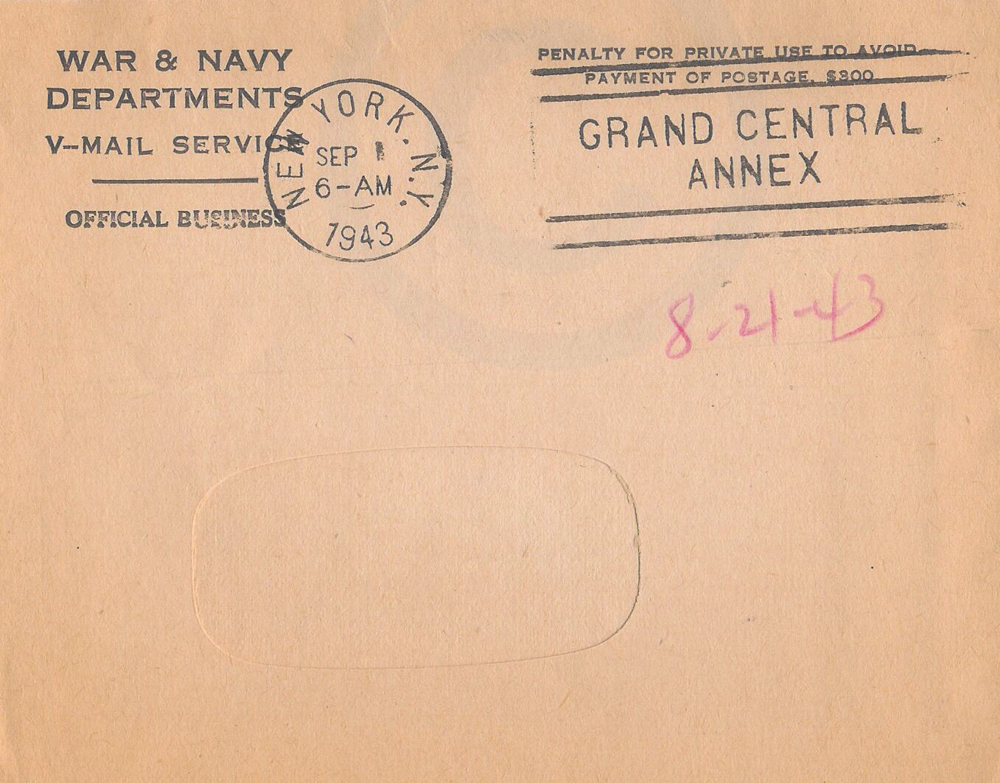 WAR & NAVY
DEPARTMENTS
V-MAIL SERVICE
OFFICIAL BUSINESS
NEW YORK, N.Y.
SEP 1
6-AM
1943
PENALTY FOR PRIVATE USE TO AVOID
PAYMENT OF POSTAGE, $300
GRAND CENTRAL
ANNEX
8-21-43